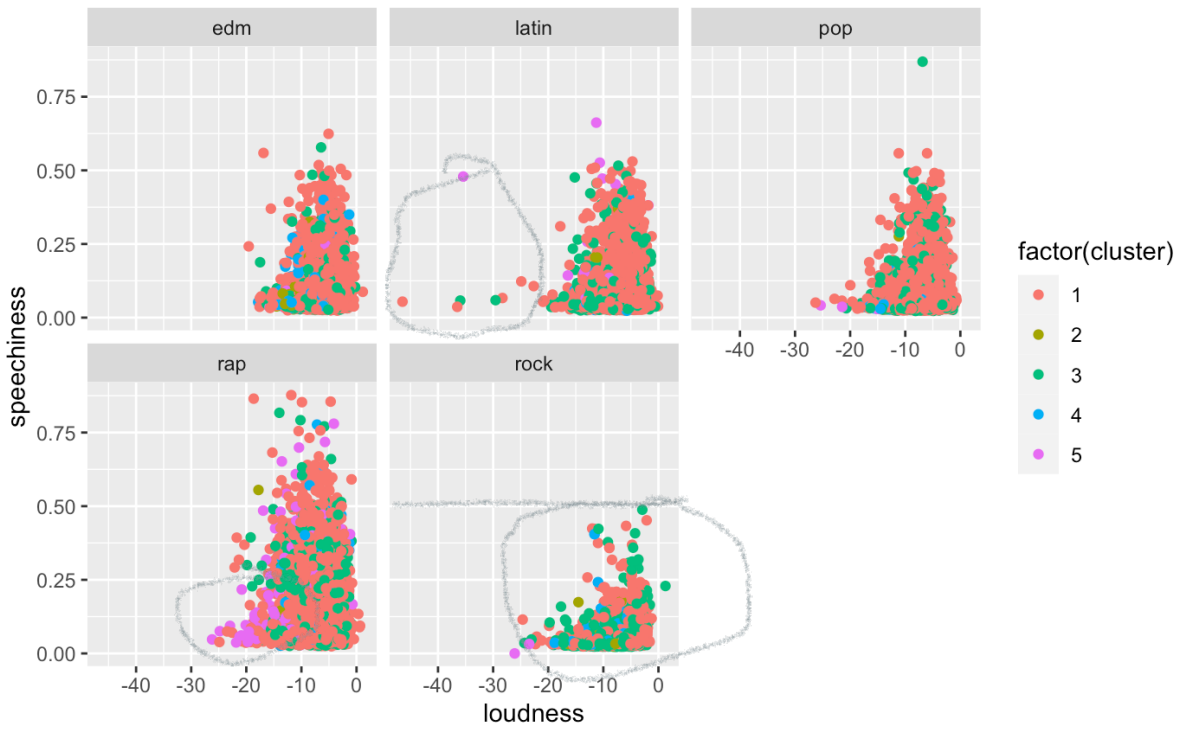 edm latin pop
0.75
0.50
0.25
0.00
-40 -30 -20 -10 0
rap rock
0.75
0.50
0.25
0.00
-40 -30 -20 -10 0 -40 -30 -20 -10 0
loudness
speechiness
factor(cluster)
1
2
3
4
5